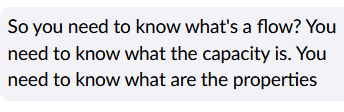 So you need to know what's a flow? You
need to know what the capacity is. You
need to know what are the properties